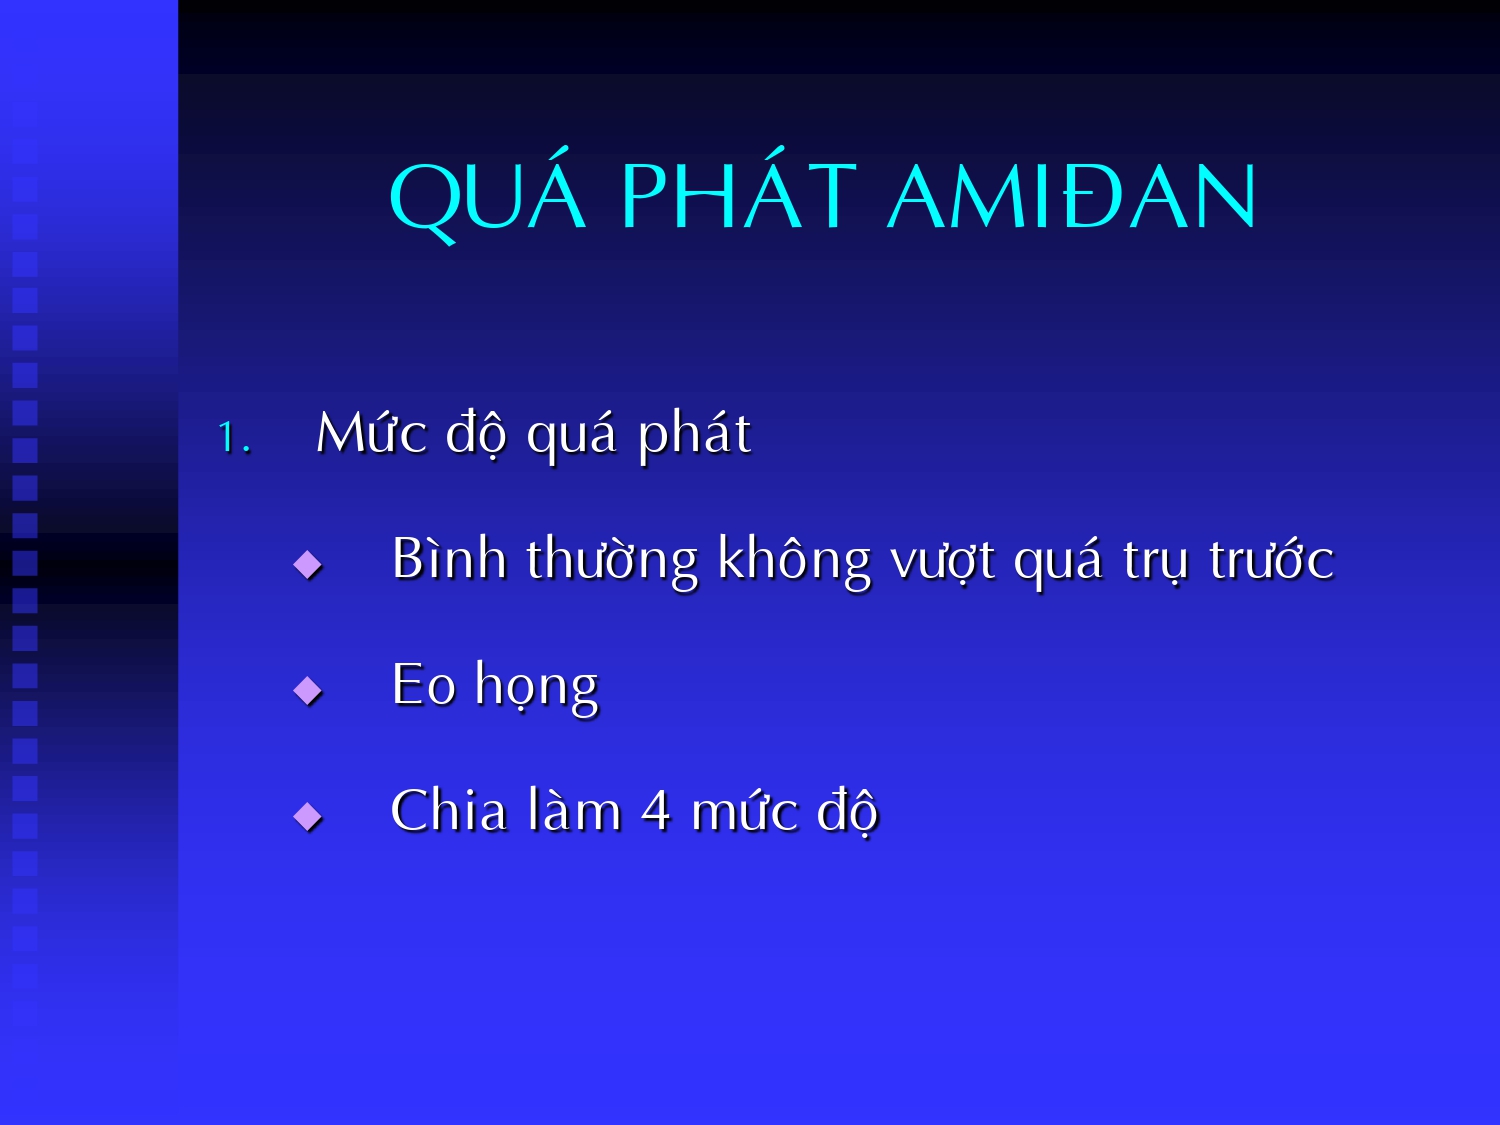 QUÁ PHÁT AMIĐAN
1. Mức độ quá phát
◆ Bình thường không vượt quá trụ trước
◆ Eo họng
◆ Chia làm 4 mức độ